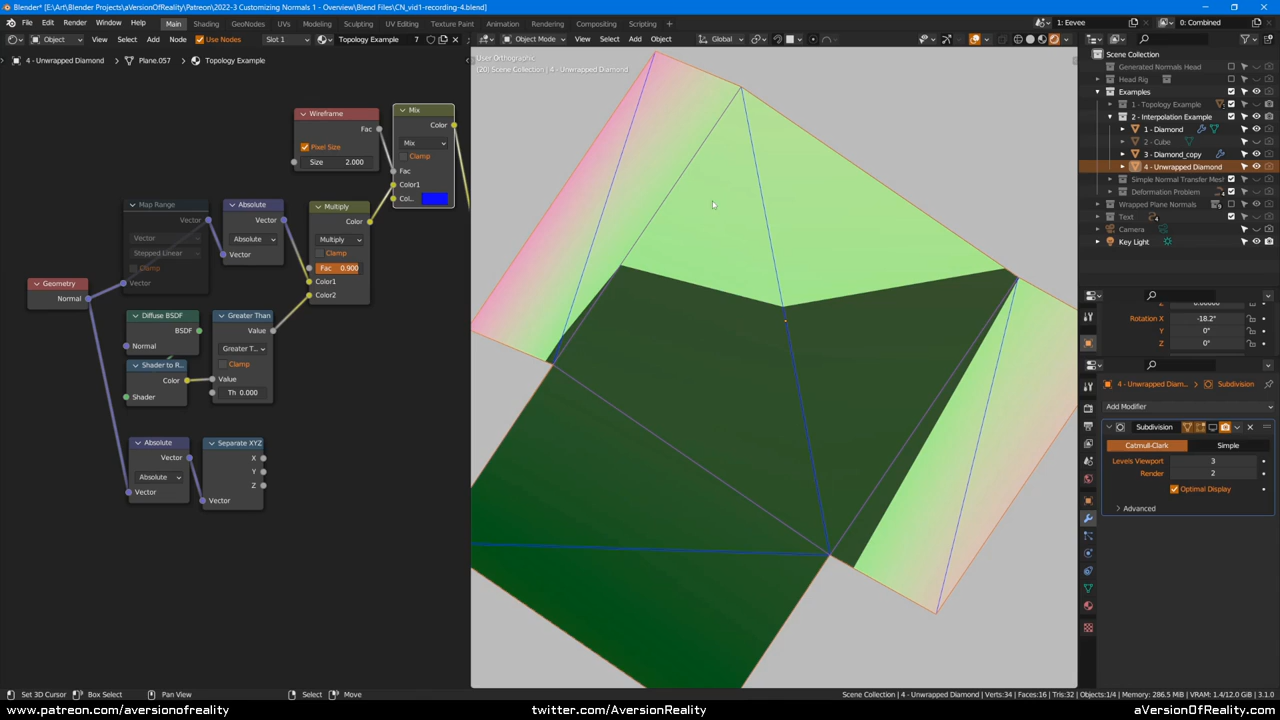 Blender* [E:\Art\Blender Projects\aVersionOfReality\Patreon\2022-3 Customizing Normals 1 - Overview\Blend Files\CN_vid1-recording-4.blend]
File Edit Render Window Help Main Shading GeoNodes UVs Modeling Sculpting UV Editing Texture Paint Animation Rendering Compositing Scripting 1: Eevee 0: Combined
Object View Select Add Node Use Nodes Slot 1 Topology Example 7 Object Mode View Select Add Object Global
4 - Unwrapped Diamond Plane.057 Topology Example
User Orthographic
(20) Scene Collection | 4 - Unwrapped Diamond
Wireframe
Fac
Pixel Size
Size 2.000
Mix
Color
Mix
Clamp
Fac
Color1
Col...
Map Range
Vector
Vector
Stepped Linear
Clamp
Vector
Absolute
Vector
Absolute
Vector
Multiply
Color
Multiply
Clamp
Fac 0.900
Color1
Color2
Geometry
Normal
Diffuse BSDF
BSDF
Normal
Shader to R...
Color
Shader
Greater Than
Value
Greater T...
Clamp
Value
Th 0.000
Absolute
Vector
Absolute
Vector
Separate XYZ
X
Y
Z
Vector
Scene Collection
Generated Normals Head
Head Rig
Examples
1 - Topology Example
2 - Interpolation Example
1 - Diamond
2 - Cube
3 - Diamond_copy
4 - Unwrapped Diamond
Simple Normal Transfer Mesh
Deformation Problem
Wrapped Plane Normals
Text
Camera
Key Light
Rotation X -18.2°
Y 0°
Z 0°
4 - Unwrapped Diam... Subdivision
Add Modifier
Subdivision
Catmull-Clark Simple
Levels Viewport 3
Render 2
Optimal Display
Advanced
Set 3D Cursor Box Select Pan View Select Move Scene Collection | 4 - Unwrapped Diamond | Verts:34 | Faces:16 | Tris:32 | Objects:1/4 | Memory: 286.5 MiB | VRAM: 1.4/12.0 GiB | 3.1.0
www.patreon.com/aversionofreality twitter.com/AversionReality aVersionOfReality.com